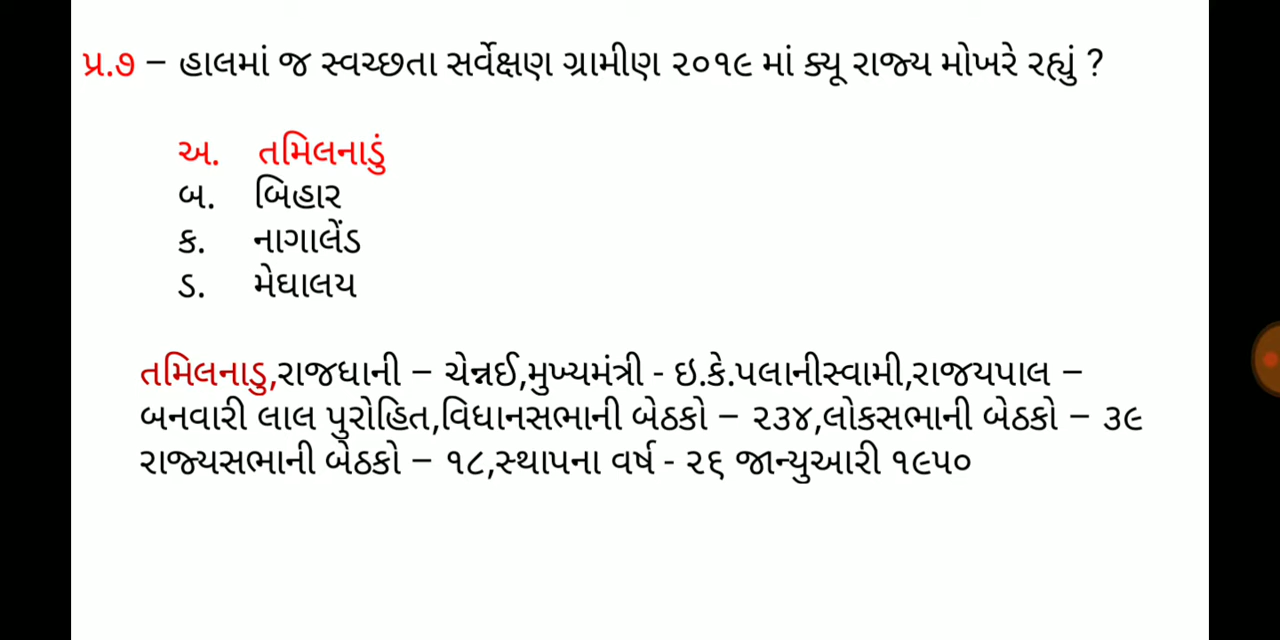 પ્ર.૭ – હાલમાં જ સ્વચ્છતા સર્વેક્ષણ ગ્રામીણ ૨૦૧૯ માં ક્યૂ રાજ્ય મોખરે રહ્યું ?
અ. તમિલનાડું
બ. બિહાર
ક. નાગાલેંડ
ડ. મેઘાલય
તમિલનાડુ,રાજધાની – ચેન્નઈ,મુખ્યમંત્રી - ઇ.કે.પલાનીસ્વામી,રાજયપાલ –
બનવારી લાલ પુરોહિત,વિધાનસભાની બેઠકો – ૨૩૪,લોકસભાની બેઠકો – ૩૯
રાજ્યસભાની બેઠકો – ૧૮,સ્થાપના વર્ષ - ૨૬ જાન્યુઆરી ૧૯૫૦